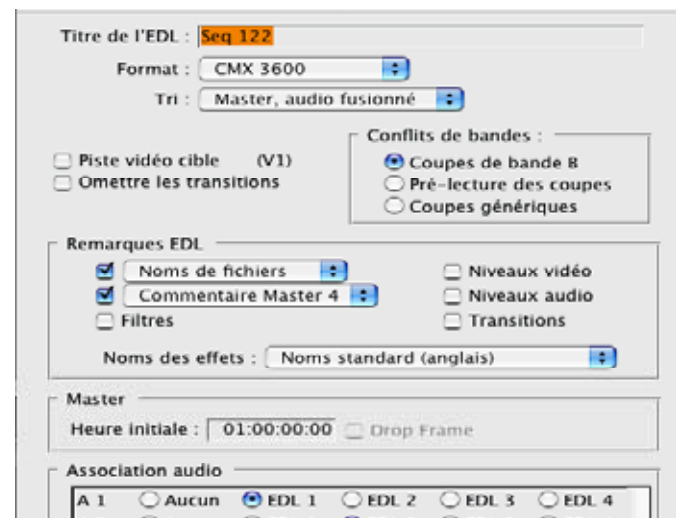 Titre de l'EDL : Seq 122
Format : CMX 3600
Tri : Master, audio fusionné
Conflits de bandes :
Piste vidéo cible (V1)
Coupes de bande B
Omettre les transitions
Pré-lecture des coupes
Coupes génériques
Remarques EDL
Noms de fichiers
Niveaux vidéo
Commentaire Master 4
Niveaux audio
Filtres
Transitions
Noms des effets : Noms standard (anglais)
Master
Heure initiale : 01:00:00:00 Drop Frame
Association audio
A 1 Aucun EDL 1 EDL 2 EDL 3 EDL 4